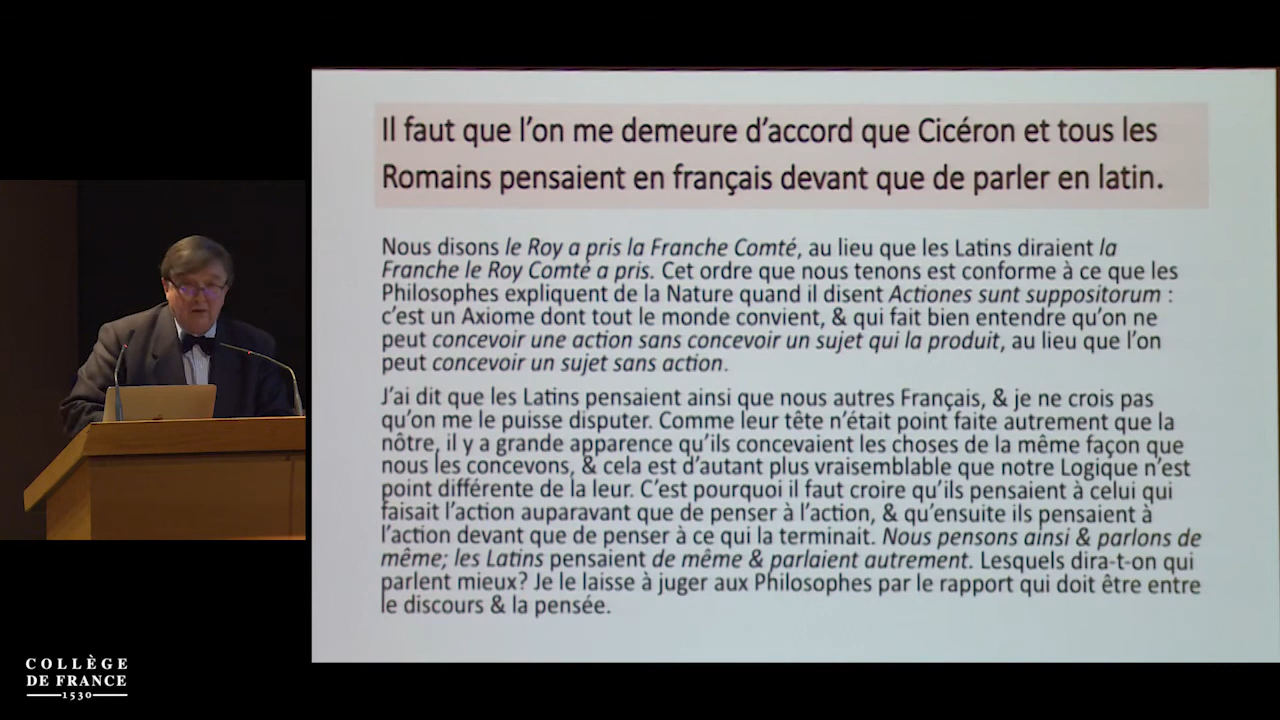 Il faut que l'on me demeure d'accord que Cicéron et tous les
Romains pensaient en français devant que de parler en latin.
Nous disons le Roy a pris la Franche Comté, au lieu que les Latins diraient la
Franche le Roy Comté a pris. Cet ordre que nous tenons est conforme à ce que les
Philosophes expliquent de la Nature quand il disent Actiones sunt suppositorum :
c'est un Axiome dont tout le monde convient, & qui fait bien entendre qu'on ne
peut concevoir une action sans concevoir un sujet qui la produit, au lieu que l'on
peut concevoir un sujet sans action.
J'ai dit que les Latins pensaient ainsi que nous autres Français, & je ne crois pas
qu'on me le puisse disputer. Comme leur tête n'était point faite autrement que la
nôtre, il y a grande apparence qu'ils concevaient les choses de la même façon que
nous les concevons, & cela est d'autant plus vraisemblable que notre Logique n'est
point différente de la leur. C'est pourquoi il faut croire qu'ils pensaient à celui qui
faisait l'action auparavant que de penser à l'action, & qu'ensuite ils pensaient à
l'action devant que de penser à ce qui la terminait. Nous pensons ainsi & parlons de
même; les Latins pensaient de même & parlaient autrement. Lesquels dira-t-on qui
parlent mieux? Je le laisse à juger aux Philosophes par le rapport qui doit être entre
le discours & la pensée.
COLLÈGE
DE FRANCE
1530